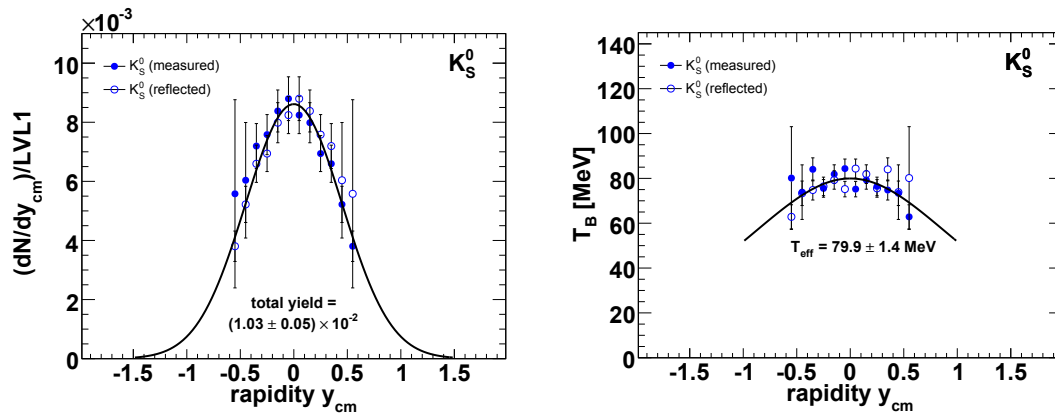 ×10⁻³
10
8
6
4
2
0
(dN/dy_cm)/LVL1
K⁰_S (measured)
K⁰_S (reflected)
K⁰_S
total yield =
(1.03 ± 0.05) × 10⁻²
-1.5 -1 -0.5 0 0.5 1 1.5
rapidity y_cm
140
120
100
80
60
40
20
0
T_B [MeV]
K⁰_S (measured)
K⁰_S (reflected)
K⁰_S
T_eff = 79.9 ± 1.4 MeV
-1.5 -1 -0.5 0 0.5 1 1.5
rapidity y_cm